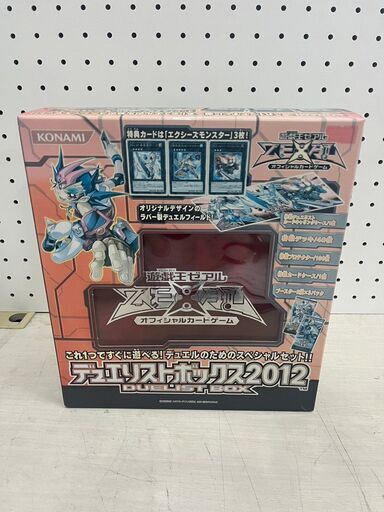 KONAMI
特典カードは「エクシーズモンスター」3枚!
遊戯王ゼアル
ZEXAL
オフィシャルカードゲーム
オリジナルデザインの
ラバー製デュエルフィールド!
遊戯王ゼアル
ZEXAL
オフィシャルカードゲーム
これ1つですぐに遊べる!デュエルのためのスペシャルセット!!
デュエリストボックス2012
DUELIST BOX